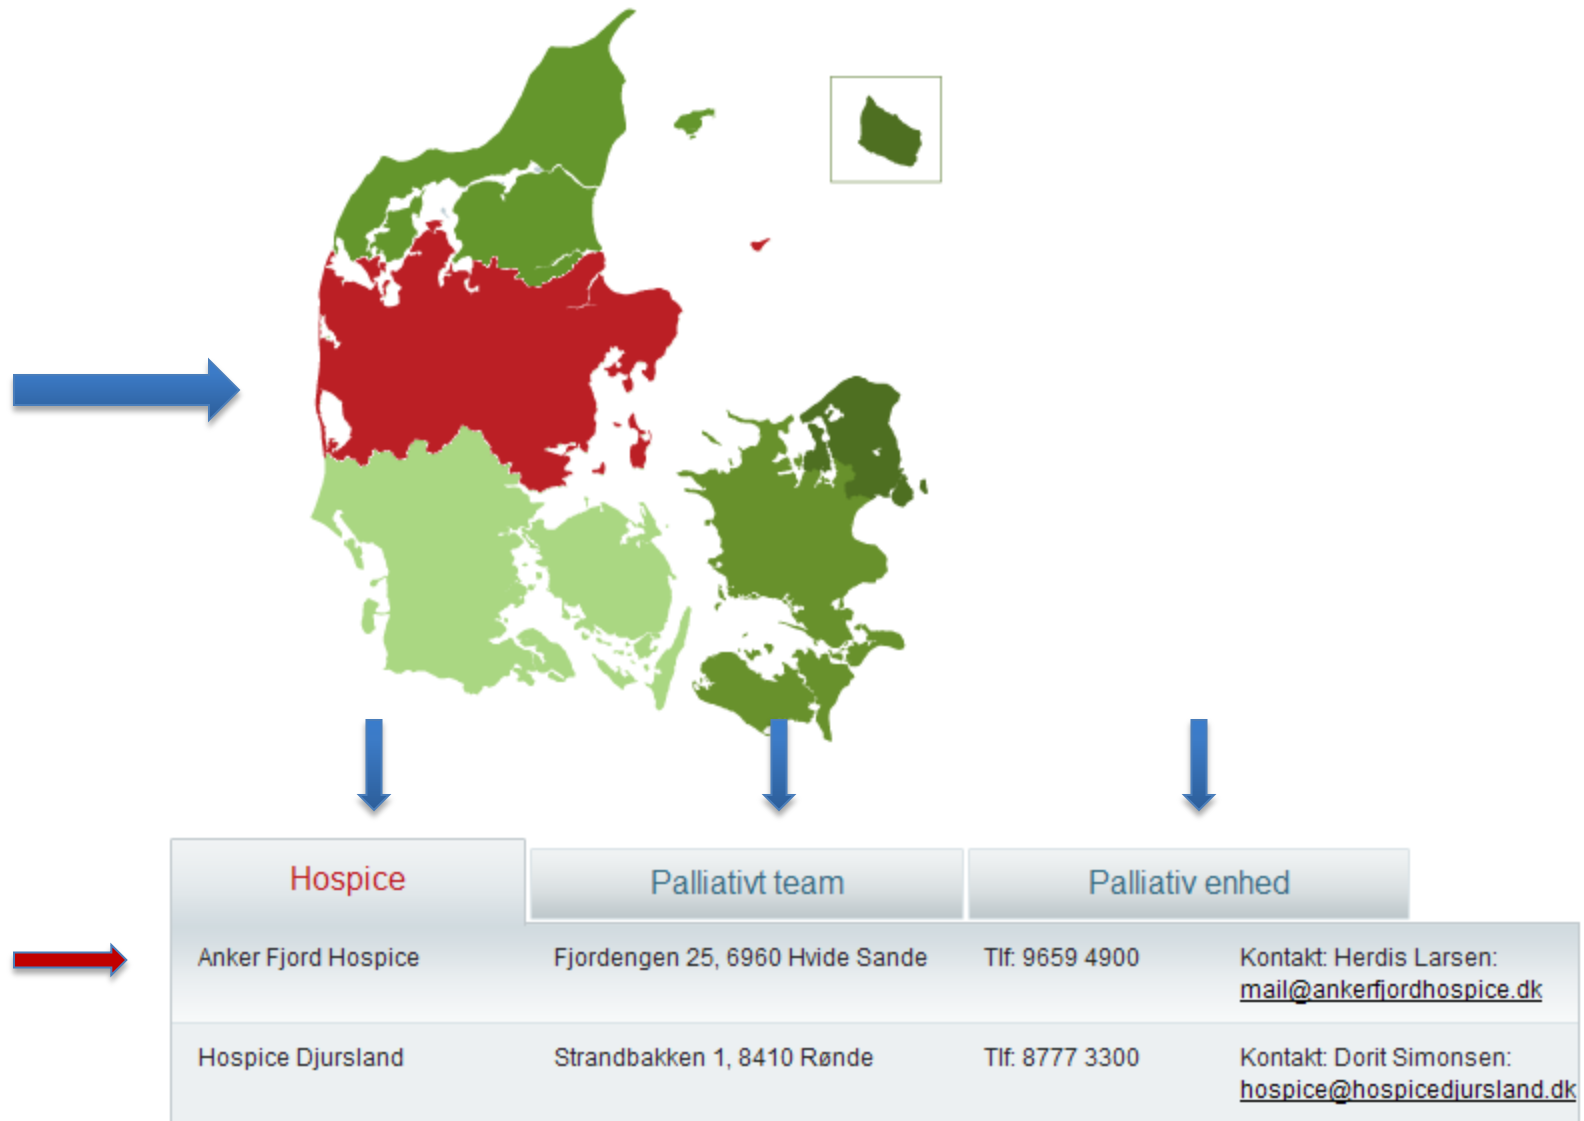 Hospice
Palliativt team
Palliativ enhed
Anker Fjord Hospice
Fjordengen 25, 6960 Hvide Sande
Tlf: 9659 4900
Kontakt: Herdis Larsen:
mail@ankerfjordhospice.dk
Hospice Djursland
Strandbakken 1, 8410 Rønde
Tlf: 8777 3300
Kontakt: Dorit Simonsen:
hospice@hospicedjursland.dk